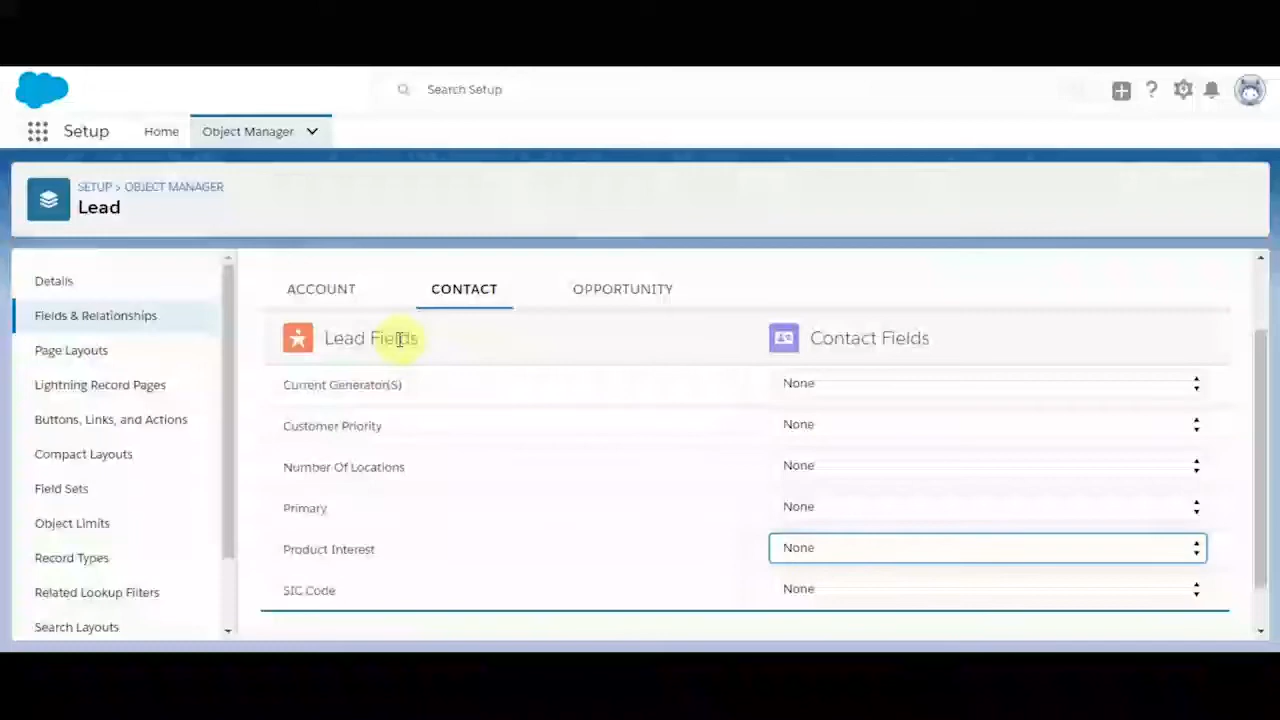 Search Setup
Setup
Home
Object Manager
SETUP > OBJECT MANAGER
Lead
Details
Fields & Relationships
Page Layouts
Lightning Record Pages
Buttons, Links, and Actions
Compact Layouts
Field Sets
Object Limits
Record Types
Related Lookup Filters
Search Layouts
ACCOUNT
CONTACT
OPPORTUNITY
Lead Fields
Contact Fields
Current Generator(S)
None
Customer Priority
None
Number Of Locations
None
Primary
None
Product Interest
None
SIC Code
None